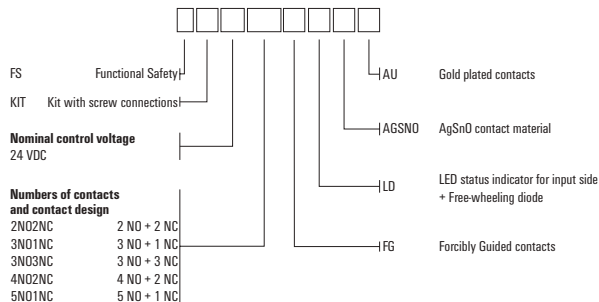 FS Functional Safety
KIT Kit with screw connections
Nominal control voltage
24 VDC
Numbers of contacts
and contact design
2NO2NC 2 NO + 2 NC
3NO1NC 3 NO + 1 NC
3NO3NC 3 NO + 3 NC
4NO2NC 4 NO + 2 NC
5NO1NC 5 NO + 1 NC
AU Gold plated contacts
AGSNO AgSnO contact material
LD LED status indicator for input side
+ Free-wheeling diode
FG Forcibly Guided contacts